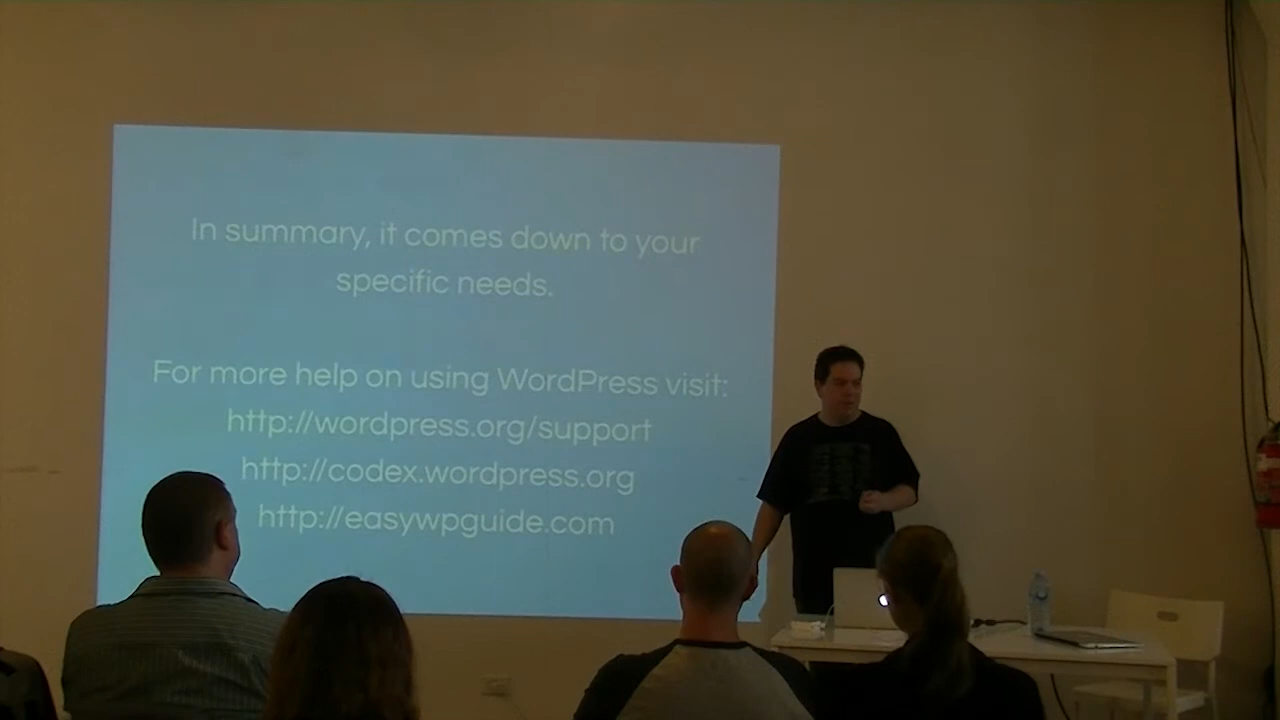 In summary, it comes down to your
specific needs.
For more help on using WordPress visit:
http://wordpress.org/support
http://codex.wordpress.org
http://easywpguide.com